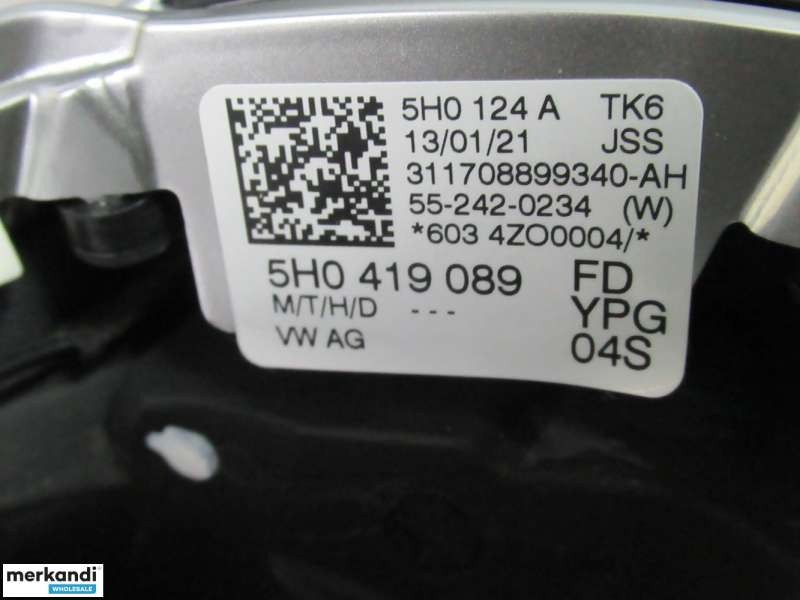 5H0 124 A TK6
13/01/21 JSS
311708899340-AH
55-242-0234 (W)
*603 4ZO0004/*
5H0 419 089 FD
M/T/H/D --- YPG
VW AG 04S
merkandi
WHOLESALE